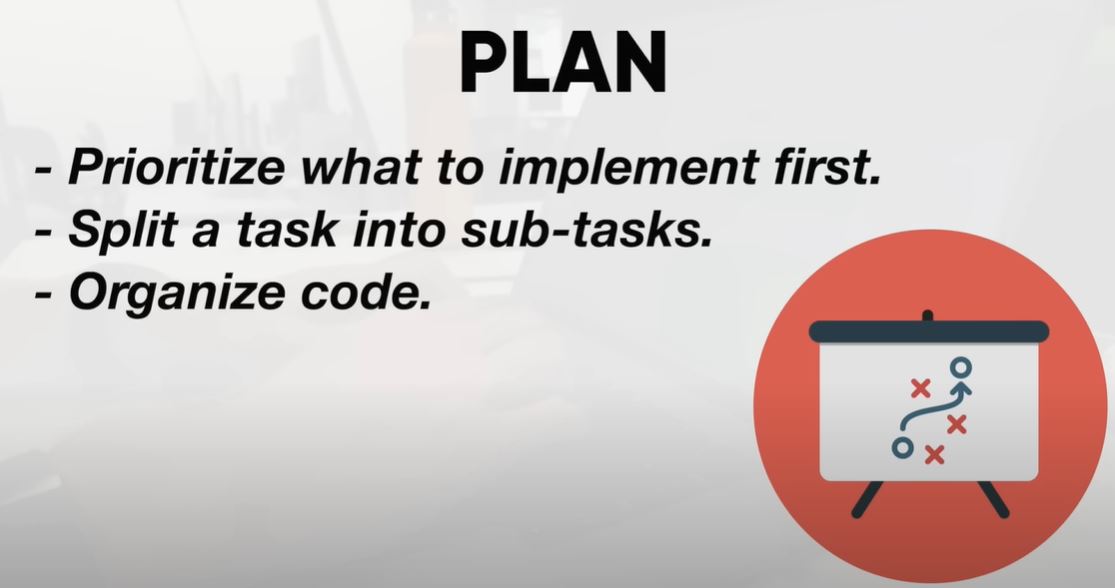 PLAN
- Prioritize what to implement first.
- Split a task into sub-tasks.
- Organize code.